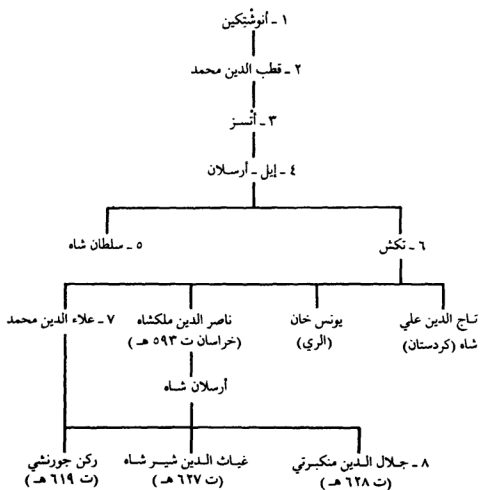 ١ - أنوشتكين
٢ - قطب الدين محمد
٣ - أتسز
٤ - إيل - أرسلان
٦ - تكش
٥ - سلطان شاه
تاج الدين علي
شاه (كردستان)
يونس خان
(الري)
ناصر الدين ملكشاه
(خراسان ت ٥٩٣ هـ)
٧ - علاء الدين محمد
أرسلان شاه
٨ - جلال الدين منكبرتي
(ت ٦٢٨ هـ)
غياث الدين شير شاه
(ت ٦٢٧ هـ)
ركن جورنشي
(ت ٦١٩ هـ)